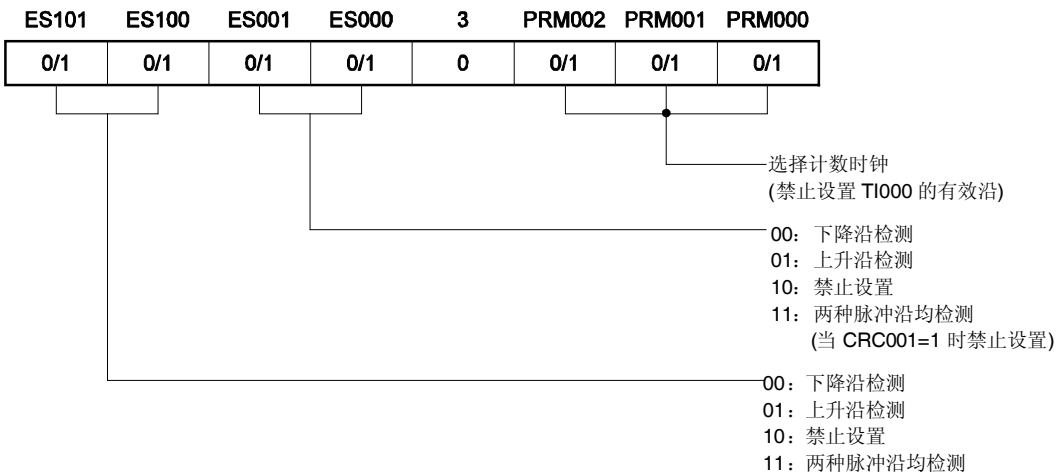 ES101 ES100 ES001 ES000 3 PRM002 PRM001 PRM000
0/1 0/1 0/1 0/1 0 0/1 0/1 0/1
选择计数时钟
(禁止设置 TI000 的有效沿)
00：下降沿检测
01：上升沿检测
10：禁止设置
11：两种脉冲沿均检测
(当 CRC001=1 时禁止设置)
00：下降沿检测
01：上升沿检测
10：禁止设置
11：两种脉冲沿均检测